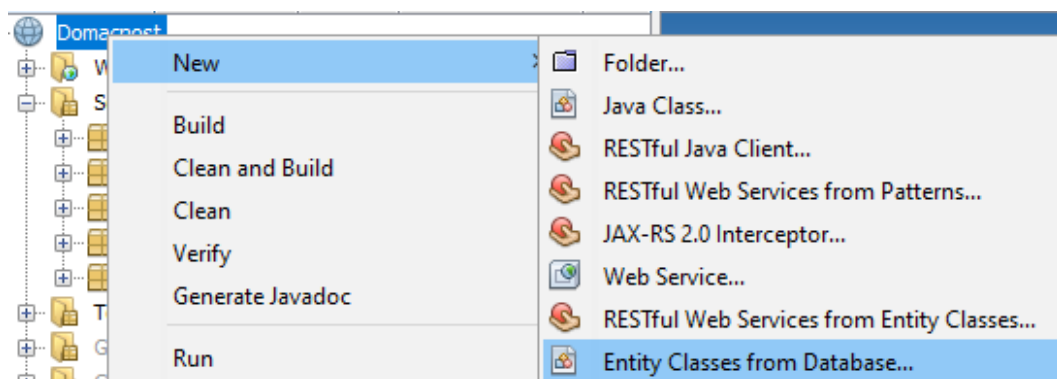 Domacpost
New
Build
Clean and Build
Clean
Verify
Generate Javadoc
Run
Folder...
Java Class...
RESTful Java Client...
RESTful Web Services from Patterns...
JAX-RS 2.0 Interceptor...
Web Service...
RESTful Web Services from Entity Classes...
Entity Classes from Database...